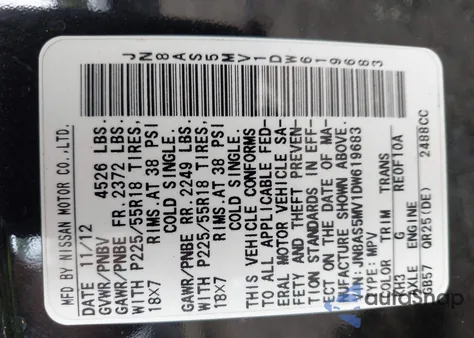 JN8AS5MV1DW619683
MFD BY NISSAN MOTOR CO.,LTD.
DATE 11/12
GVWR/PNBV 4526 LBS.
GAWR/PNBE FR. 2372 LBS.
WITH P225/55R18 TIRES,
18X7 RIMS.AT 38 PSI
COLD SINGLE.
GAWR/PNBE RR. 2249 LBS.
WITH P225/55R18 TIRES,
18X7 RIMS.AT 38 PSI
COLD SINGLE.
THIS VEHICLE CONFORMS
TO ALL APPLICABLE FED-
ERAL MOTOR VEHICLE SA-
FETY AND THEFT PREVEN-
TION STANDARDS IN EFF-
ECT ON THE DATE OF MA-
NUFACTURE SHOWN ABOVE.
VIN: JN8AS5MV1DW619683
TYPE: MPV
COLOR TRIM TRANS
KH3 G RE0F10A
AXLE ENGINE
GB57 QR25(DE) 2488CC
autoauctions.io